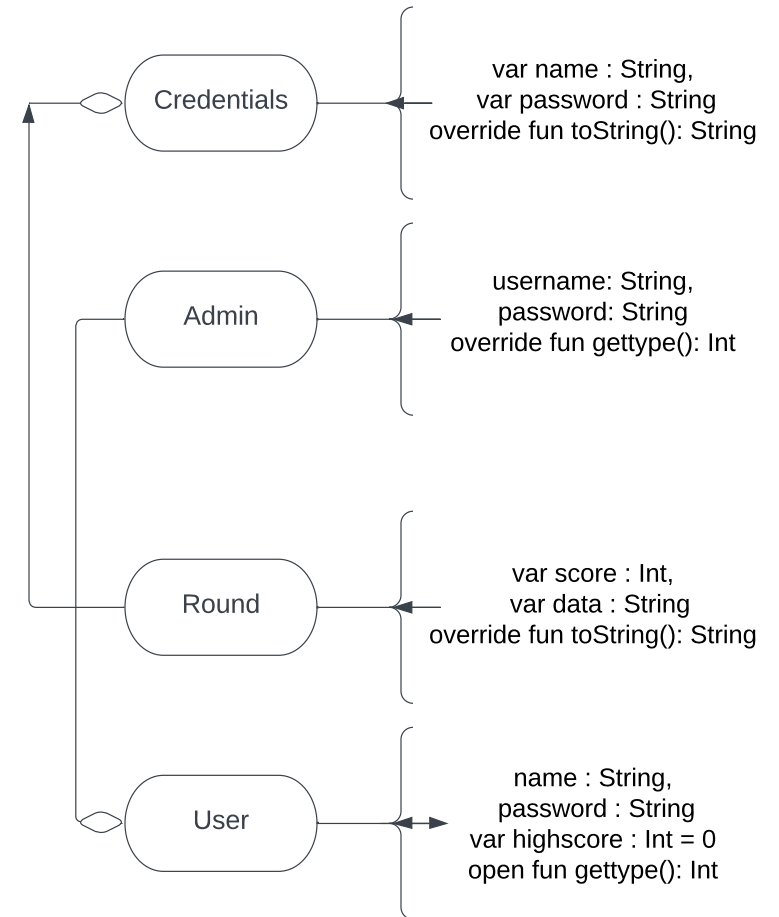 Credentials
var name : String,
var password : String
override fun toString(): String
Admin
username: String,
password: String
override fun gettype(): Int
Round
var score : Int,
var data : String
override fun toString(): String
User
name : String,
password : String
var highscore : Int = 0
open fun gettype(): Int